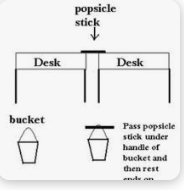 popsicle
stick
Desk Desk
bucket
Pass popsicle
stick under
handle of
bucket and
then rest
ends on